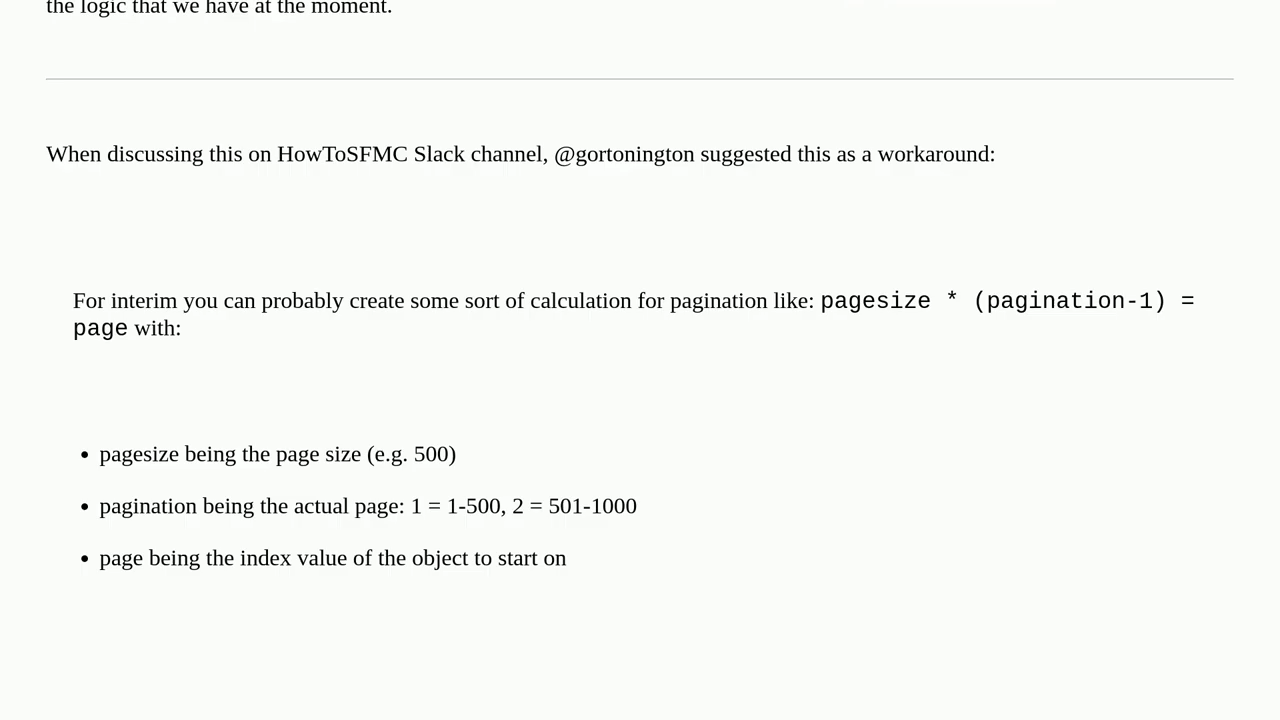 the logic that we have at the moment.
When discussing this on HowToSFMC Slack channel, @gortonington suggested this as a workaround:
For interim you can probably create some sort of calculation for pagination like: pagesize * (pagination-1) =
page with:
• pagesize being the page size (e.g. 500)
• pagination being the actual page: 1 = 1-500, 2 = 501-1000
• page being the index value of the object to start on